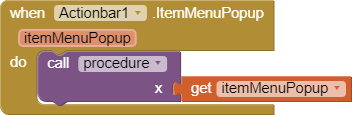 when Actionbar1 .ItemMenuPopup
itemMenuPopup
do call procedure
x get itemMenuPopup